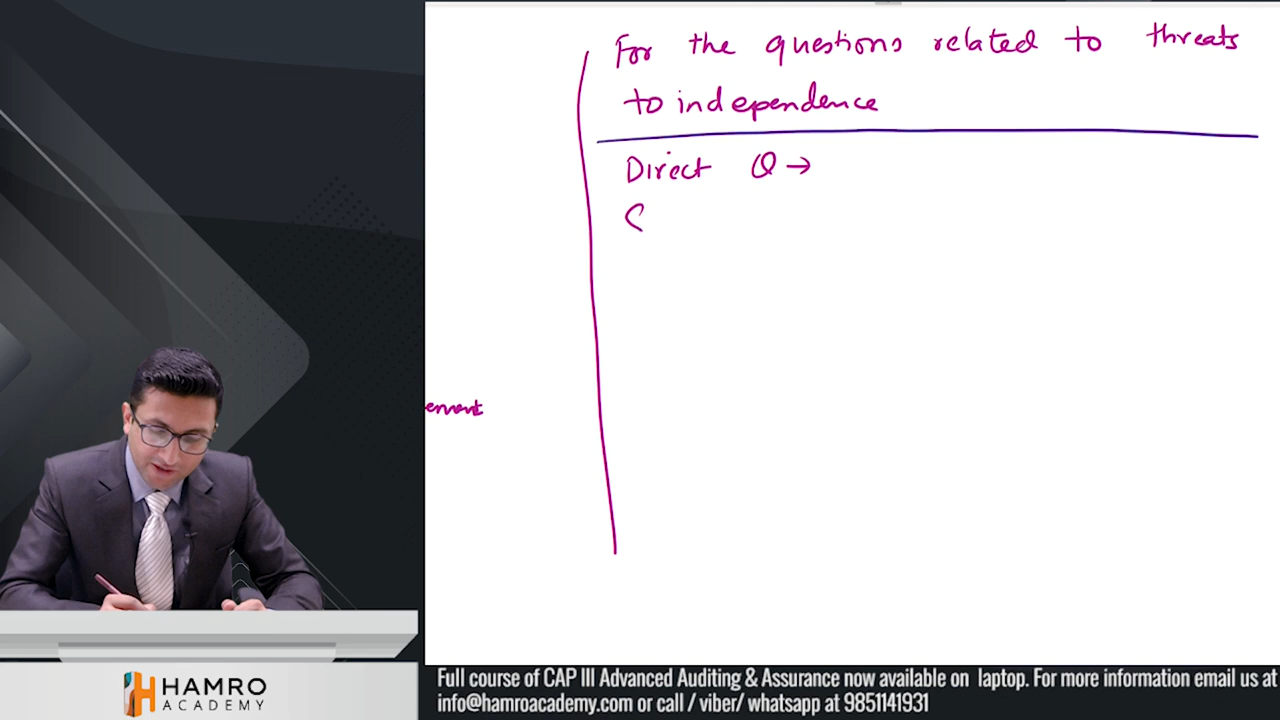 For the questions related to threats
to independence
Direct Q →
ement
HAMRO
ACADEMY
Full course of CAP III Advanced Auditing & Assurance now available on laptop. For more information email us at
info@hamroacademy.com or call / viber/ whatsapp at 9851141931